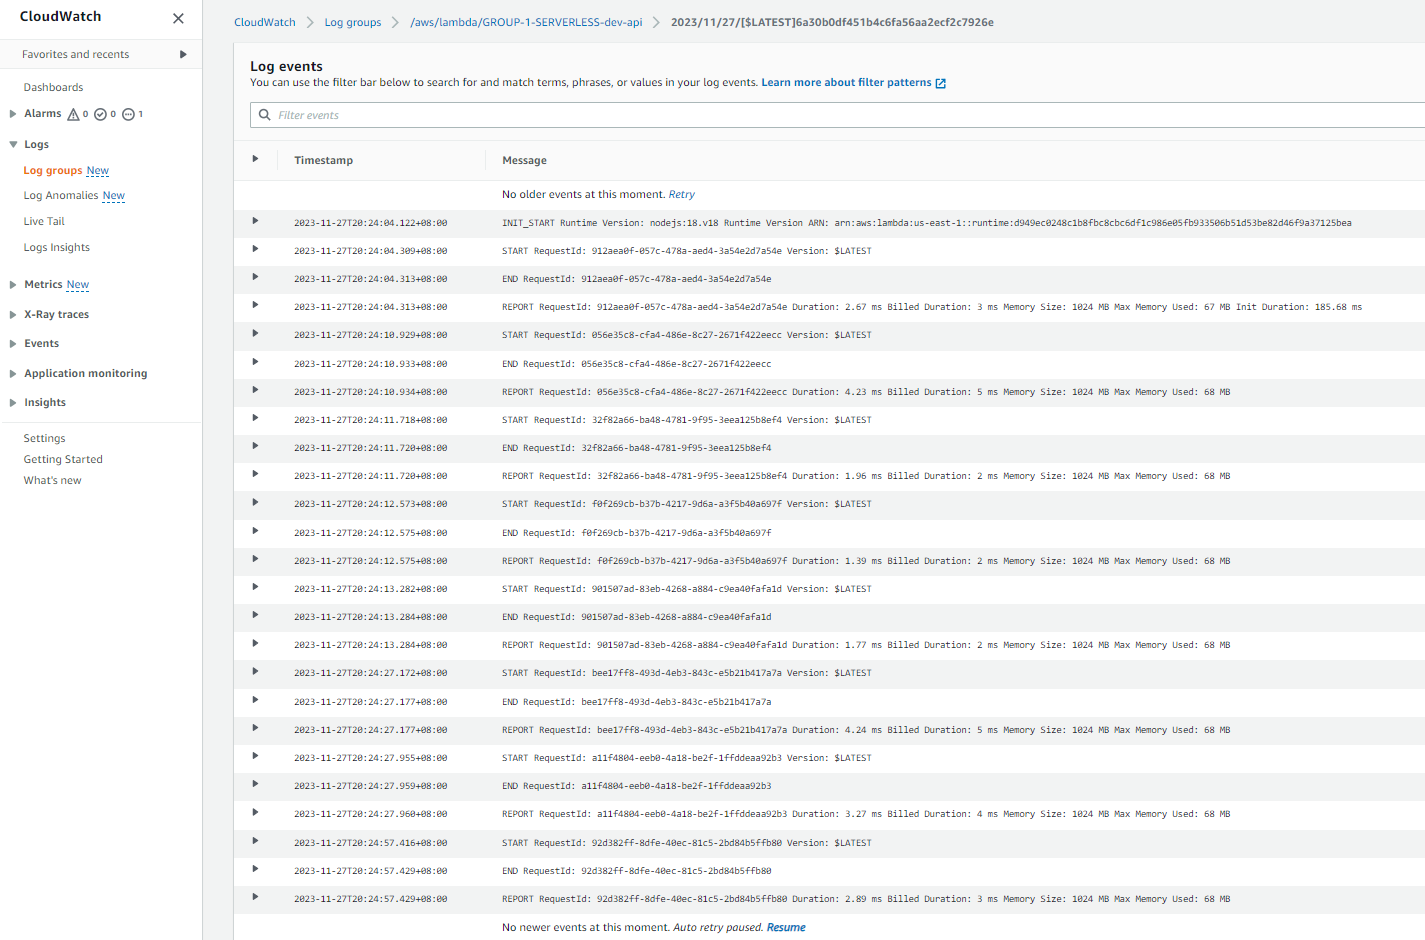 CloudWatch
Favorites and recents
Dashboards
Alarms 0 0 1
Logs
Log groups New
Log Anomalies New
Live Tail
Logs Insights
Metrics New
X-Ray traces
Events
Application monitoring
Insights
Settings
Getting Started
What's new
CloudWatch > Log groups > /aws/lambda/GROUP-1-SERVERLESS-dev-api > 2023/11/27/[$LATEST]6a30b0df451b4c6fa56aa2ecf2c7926e
Log events
You can use the filter bar below to search for and match terms, phrases, or values in your log events. Learn more about filter patterns
Filter events
Timestamp Message
No older events at this moment. Retry
2023-11-27T20:24:04.122+08:00 INIT_START Runtime Version: nodejs:18.v18 Runtime Version ARN: arn:aws:lambda:us-east-1::runtime:d949ec0248c1b8fbc8cbc6df1c986e05fb933506b51d53be82d46f9a37125bea
2023-11-27T20:24:04.309+08:00 START RequestId: 912aea0f-057c-478a-aed4-3a54e2d7a54e Version: $LATEST
2023-11-27T20:24:04.313+08:00 END RequestId: 912aea0f-057c-478a-aed4-3a54e2d7a54e
2023-11-27T20:24:04.313+08:00 REPORT RequestId: 912aea0f-057c-478a-aed4-3a54e2d7a54e Duration: 2.67 ms Billed Duration: 3 ms Memory Size: 1024 MB Max Memory Used: 67 MB Init Duration: 185.68 ms
2023-11-27T20:24:10.929+08:00 START RequestId: 056e35c8-cfa4-486e-8c27-2671f422eecc Version: $LATEST
2023-11-27T20:24:10.933+08:00 END RequestId: 056e35c8-cfa4-486e-8c27-2671f422eecc
2023-11-27T20:24:10.934+08:00 REPORT RequestId: 056e35c8-cfa4-486e-8c27-2671f422eecc Duration: 4.23 ms Billed Duration: 5 ms Memory Size: 1024 MB Max Memory Used: 68 MB
2023-11-27T20:24:11.718+08:00 START RequestId: 32f82a66-ba48-4781-9f95-3eea125b8ef4 Version: $LATEST
2023-11-27T20:24:11.720+08:00 END RequestId: 32f82a66-ba48-4781-9f95-3eea125b8ef4
2023-11-27T20:24:11.720+08:00 REPORT RequestId: 32f82a66-ba48-4781-9f95-3eea125b8ef4 Duration: 1.96 ms Billed Duration: 2 ms Memory Size: 1024 MB Max Memory Used: 68 MB
2023-11-27T20:24:12.573+08:00 START RequestId: f0f269cb-b37b-4217-9d6a-a3f5b40a697f Version: $LATEST
2023-11-27T20:24:12.575+08:00 END RequestId: f0f269cb-b37b-4217-9d6a-a3f5b40a697f
2023-11-27T20:24:12.575+08:00 REPORT RequestId: f0f269cb-b37b-4217-9d6a-a3f5b40a697f Duration: 1.39 ms Billed Duration: 2 ms Memory Size: 1024 MB Max Memory Used: 68 MB
2023-11-27T20:24:13.282+08:00 START RequestId: 901507ad-83eb-4268-a884-c9ea40fafa1d Version: $LATEST
2023-11-27T20:24:13.284+08:00 END RequestId: 901507ad-83eb-4268-a884-c9ea40fafa1d
2023-11-27T20:24:13.284+08:00 REPORT RequestId: 901507ad-83eb-4268-a884-c9ea40fafa1d Duration: 1.77 ms Billed Duration: 2 ms Memory Size: 1024 MB Max Memory Used: 68 MB
2023-11-27T20:24:27.172+08:00 START RequestId: bee17ff8-493d-4eb3-843c-e5b21b417a7a Version: $LATEST
2023-11-27T20:24:27.177+08:00 END RequestId: bee17ff8-493d-4eb3-843c-e5b21b417a7a
2023-11-27T20:24:27.177+08:00 REPORT RequestId: bee17ff8-493d-4eb3-843c-e5b21b417a7a Duration: 4.24 ms Billed Duration: 5 ms Memory Size: 1024 MB Max Memory Used: 68 MB
2023-11-27T20:24:27.955+08:00 START RequestId: a11f4804-eeb0-4a18-be2f-1ffddeaa92b3 Version: $LATEST
2023-11-27T20:24:27.959+08:00 END RequestId: a11f4804-eeb0-4a18-be2f-1ffddeaa92b3
2023-11-27T20:24:27.960+08:00 REPORT RequestId: a11f4804-eeb0-4a18-be2f-1ffddeaa92b3 Duration: 3.27 ms Billed Duration: 4 ms Memory Size: 1024 MB Max Memory Used: 68 MB
2023-11-27T20:24:57.416+08:00 START RequestId: 92d382ff-8dfe-40ec-81c5-2bd84b5ffb80 Version: $LATEST
2023-11-27T20:24:57.429+08:00 END RequestId: 92d382ff-8dfe-40ec-81c5-2bd84b5ffb80
2023-11-27T20:24:57.429+08:00 REPORT RequestId: 92d382ff-8dfe-40ec-81c5-2bd84b5ffb80 Duration: 2.89 ms Billed Duration: 3 ms Memory Size: 1024 MB Max Memory Used: 68 MB
No newer events at this moment. Auto retry paused. Resume